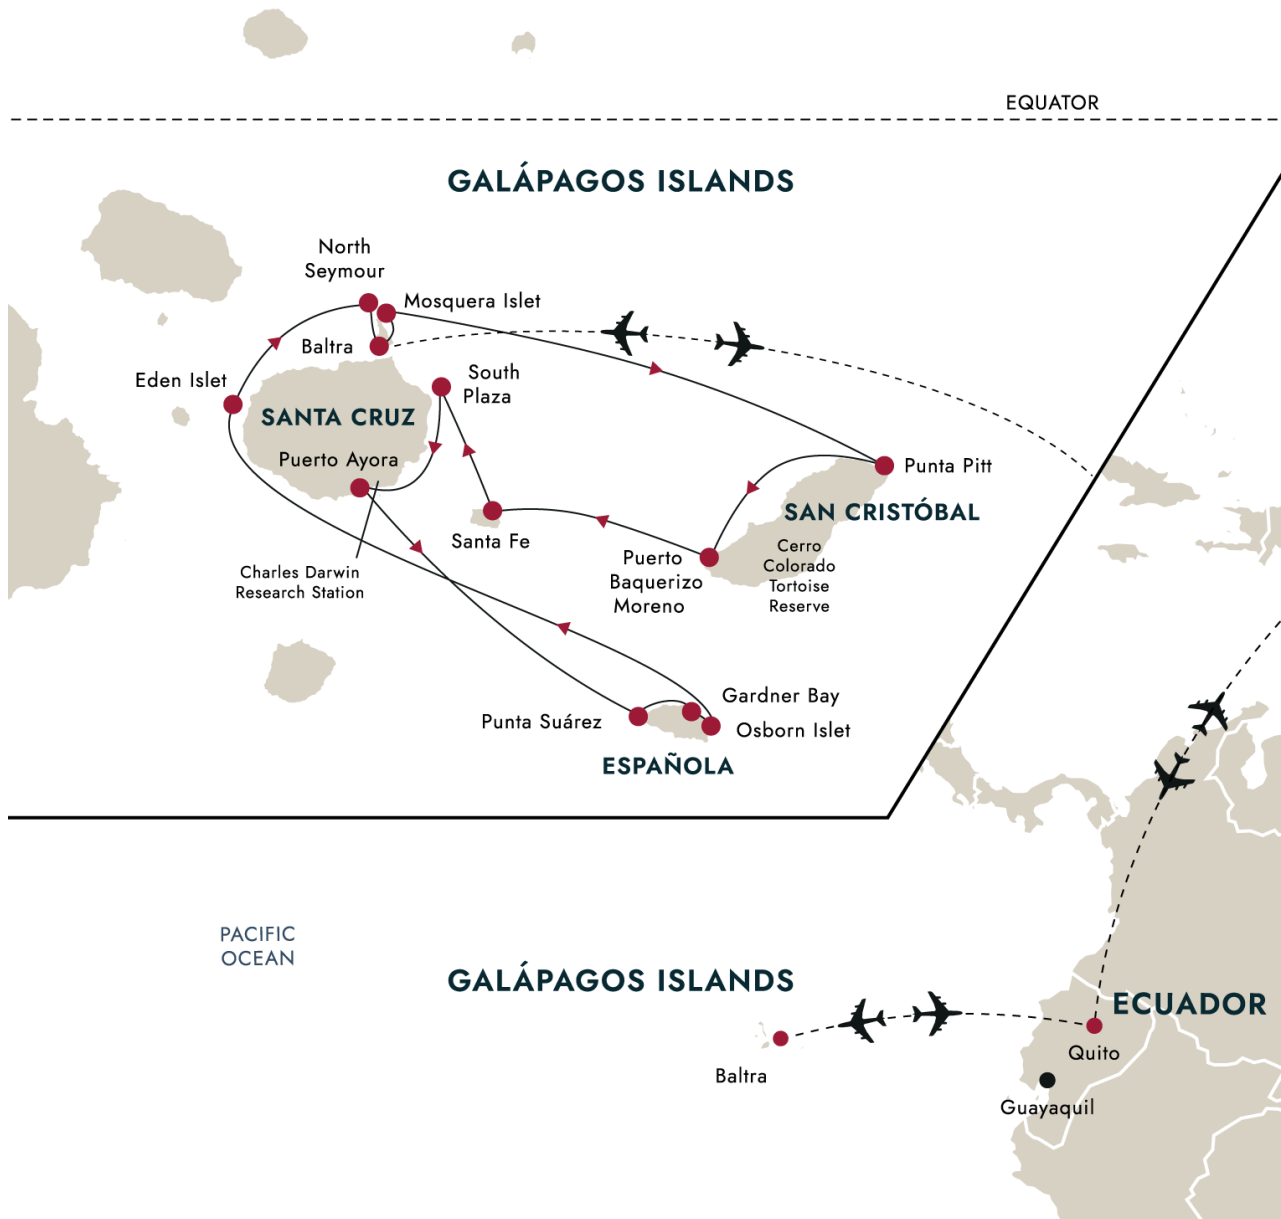 EQUATOR
GALÁPAGOS ISLANDS
North
Seymour
Mosquera Islet
Baltra
South
Plaza
Eden Islet
SANTA CRUZ
Puerto Ayora
Punta Pitt
SAN CRISTÓBAL
Santa Fe
Puerto
Baquerizo
Moreno
Cerro
Colorado
Tortoise
Reserve
Charles Darwin
Research Station
Gardner Bay
Punta Suárez
Osborn Islet
ESPAÑOLA
PACIFIC
OCEAN
GALÁPAGOS ISLANDS
ECUADOR
Quito
Baltra
Guayaquil